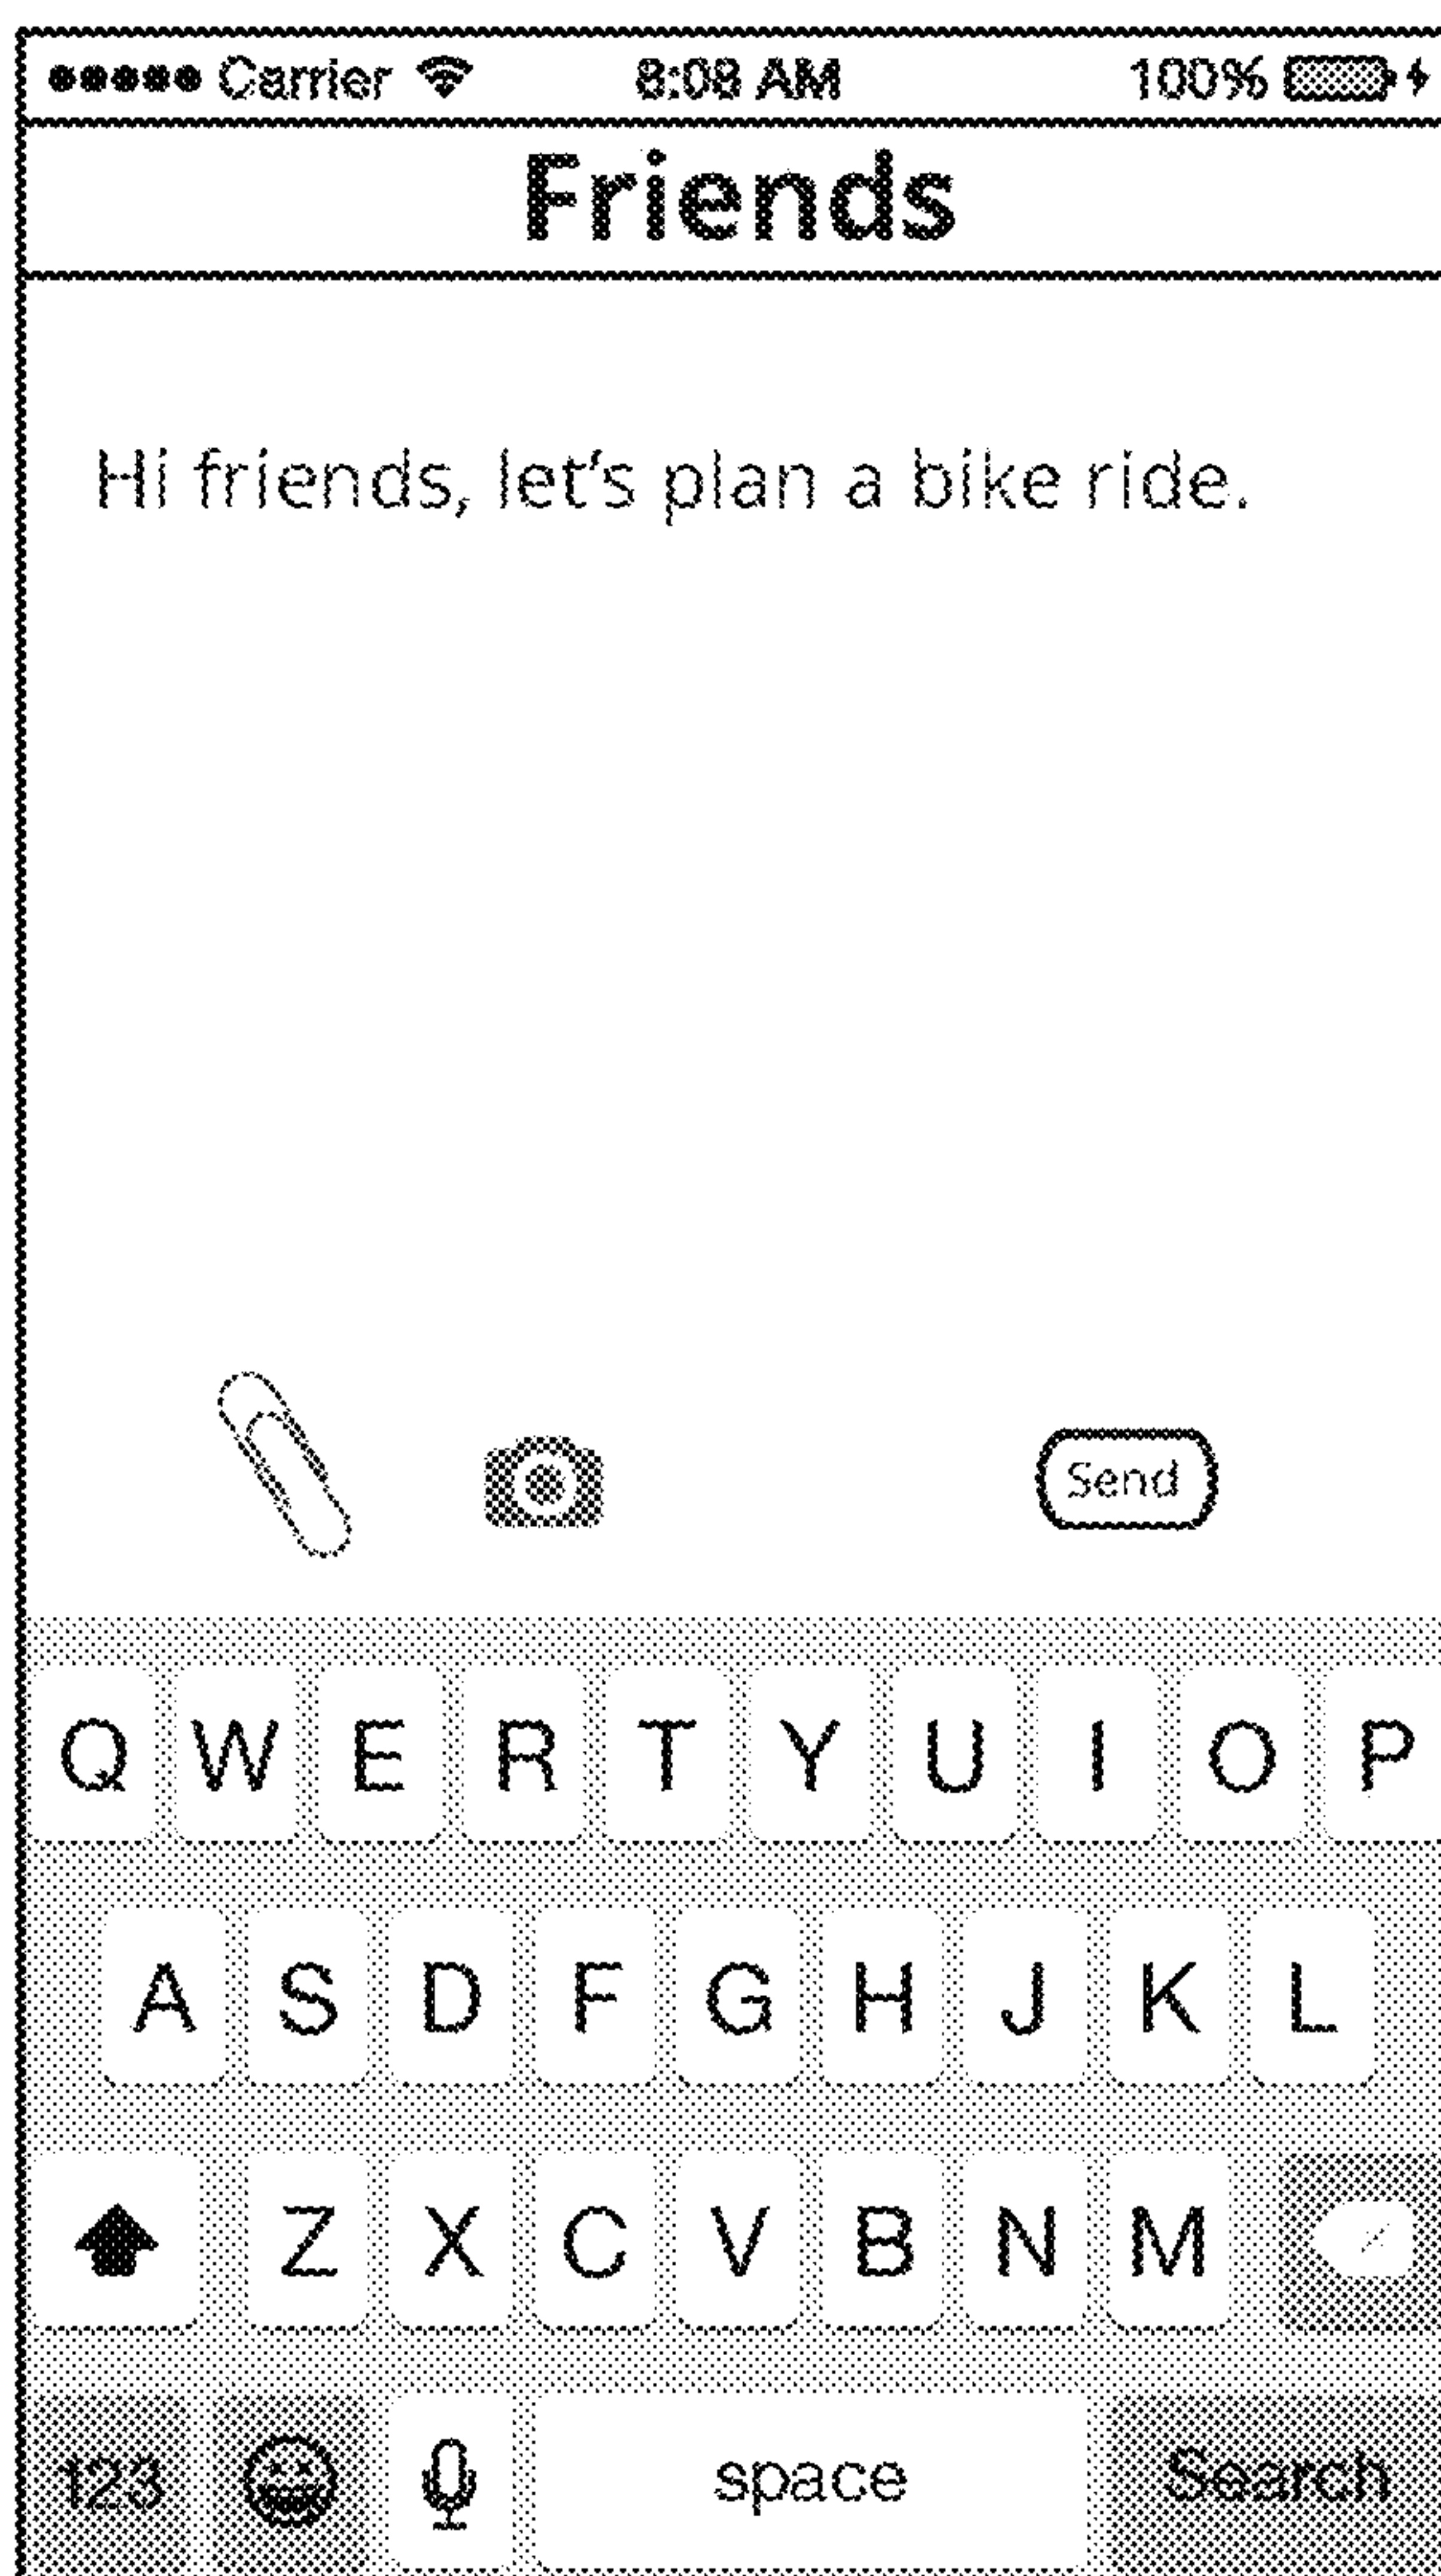 Carrier 8:08 AM 100%
Friends
Hi friends, let's plan a bike ride.
Send
Q W E R T Y U I O P
A S D F G H J K L
Z X C V B N M
123 space Search